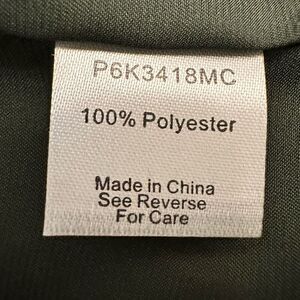 P6K3418MC
100% Polyester
Made in China
See Reverse
For Care